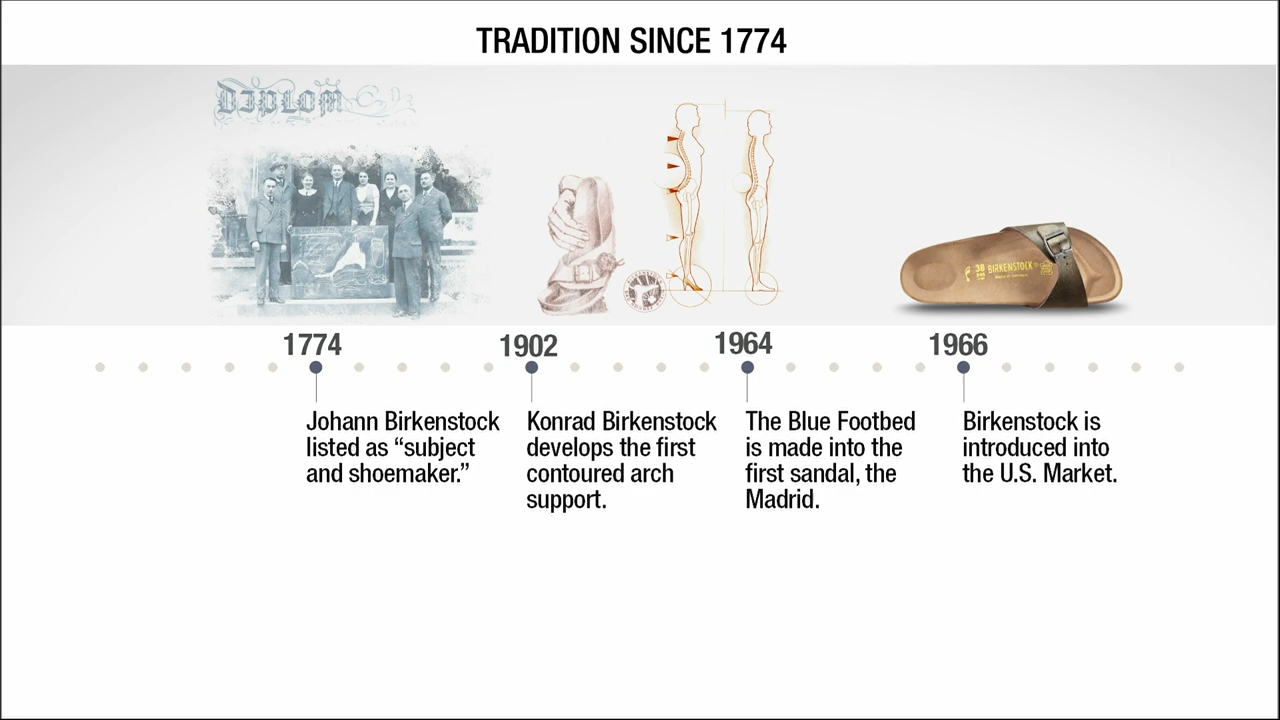 TRADITION SINCE 1774
Diplom
38
BIRKENSTOCK
1774
1902
1964
1966
Johann Birkenstock
listed as “subject
and shoemaker.”
Konrad Birkenstock
develops the first
contoured arch
support.
The Blue Footbed
is made into the
first sandal, the
Madrid.
Birkenstock is
introduced into
the U.S. Market.